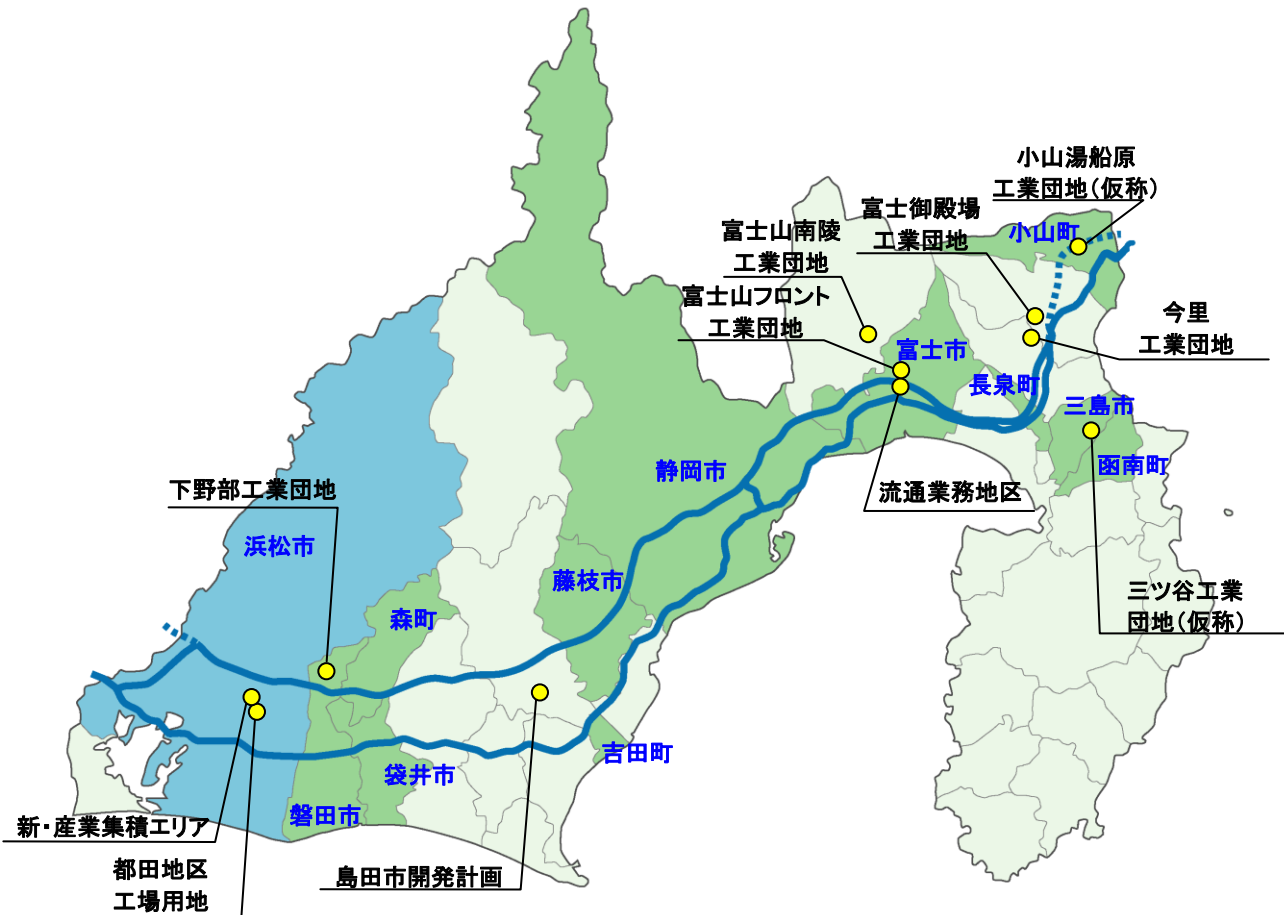 小山湯船原
工業団地(仮称)
富士御殿場
工業団地
小山町
富士山南陵
工業団地
富士山フロント
工業団地
今里
工業団地
富士市
長泉町
三島市
函南町
静岡市
流通業務地区
下野部工業団地
浜松市
藤枝市
森町
三ツ谷工業
団地(仮称)
吉田町
袋井市
磐田市
新・産業集積エリア
都田地区
工場用地
島田市開発計画